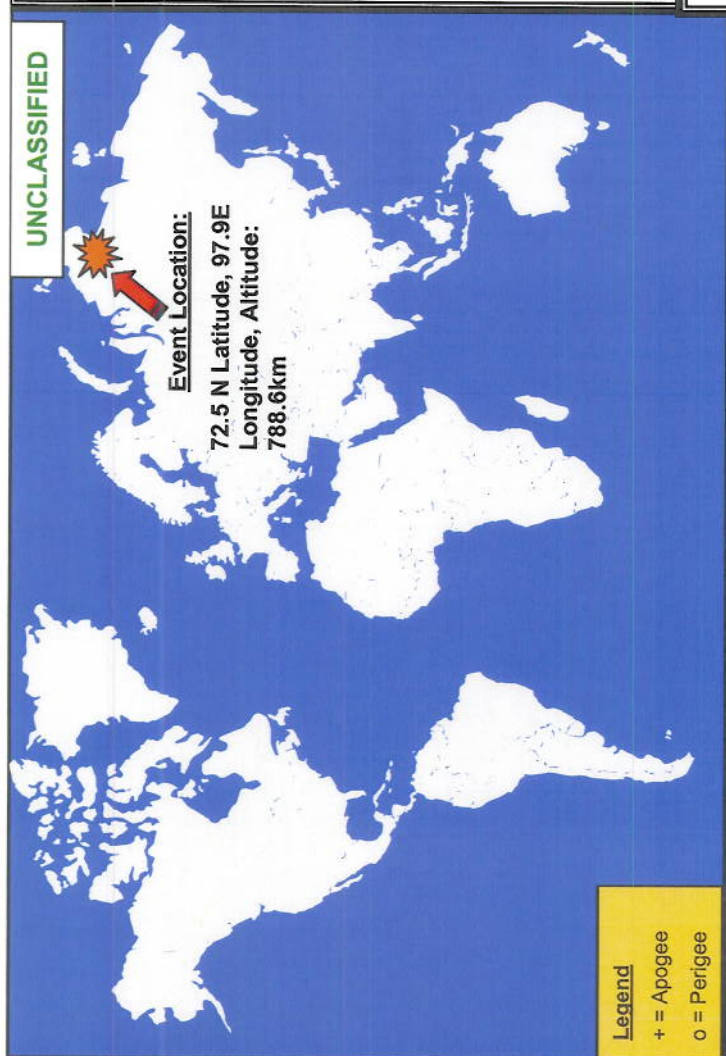 UNCLASSIFIED
Event Location:
72.5 N Latitude, 97.9E
Longitude, Altitude:
788.6km
Legend
+ = Apogee
o = Perigee